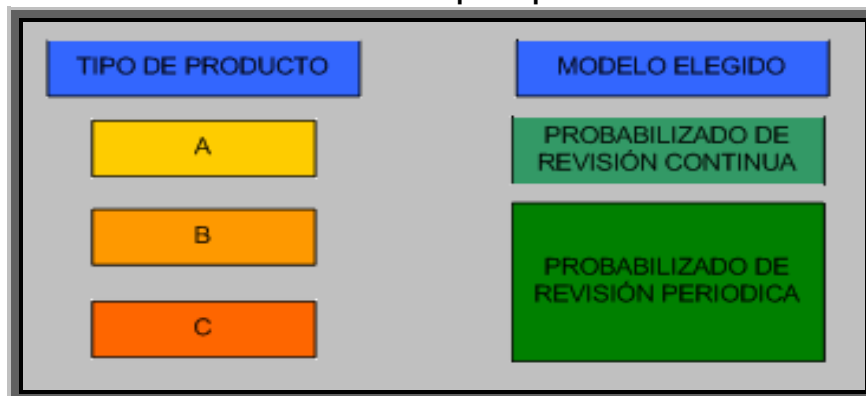 TIPO DE PRODUCTO
MODELO ELEGIDO
A
PROBABILIZADO DE
REVISIÓN CONTINUA
B
C
PROBABILIZADO DE
REVISIÓN PERIODICA